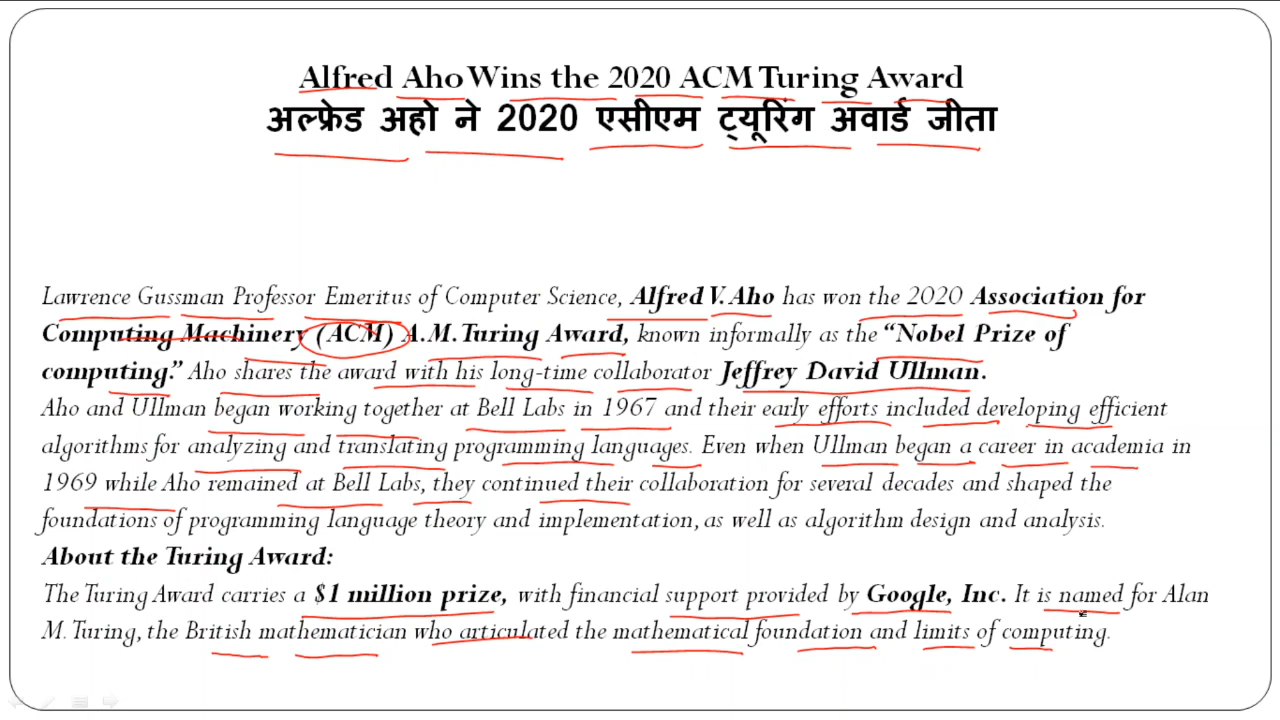 Alfred Aho Wins the 2020 ACM Turing Award
अल्फ्रेड अहो ने 2020 एसीएम ट्यूरिंग अवार्ड जीता
Lawrence Gussman Professor Emeritus of Computer Science, Alfred V. Aho has won the 2020 Association for
Computing Machinery (ACM) A.M. Turing Award, known informally as the “Nobel Prize of
computing.” Aho shares the award with his long-time collaborator Jeffrey David Ullman.
Aho and Ullman began working together at Bell Labs in 1967 and their early efforts included developing efficient
algorithms for analyzing and translating programming languages. Even when Ullman began a career in academia in
1969 while Aho remained at Bell Labs, they continued their collaboration for several decades and shaped the
foundations of programming language theory and implementation, as well as algorithm design and analysis.
About the Turing Award:
The Turing Award carries a $1 million prize, with financial support provided by Google, Inc. It is named for Alan
M. Turing, the British mathematician who articulated the mathematical foundation and limits of computing.